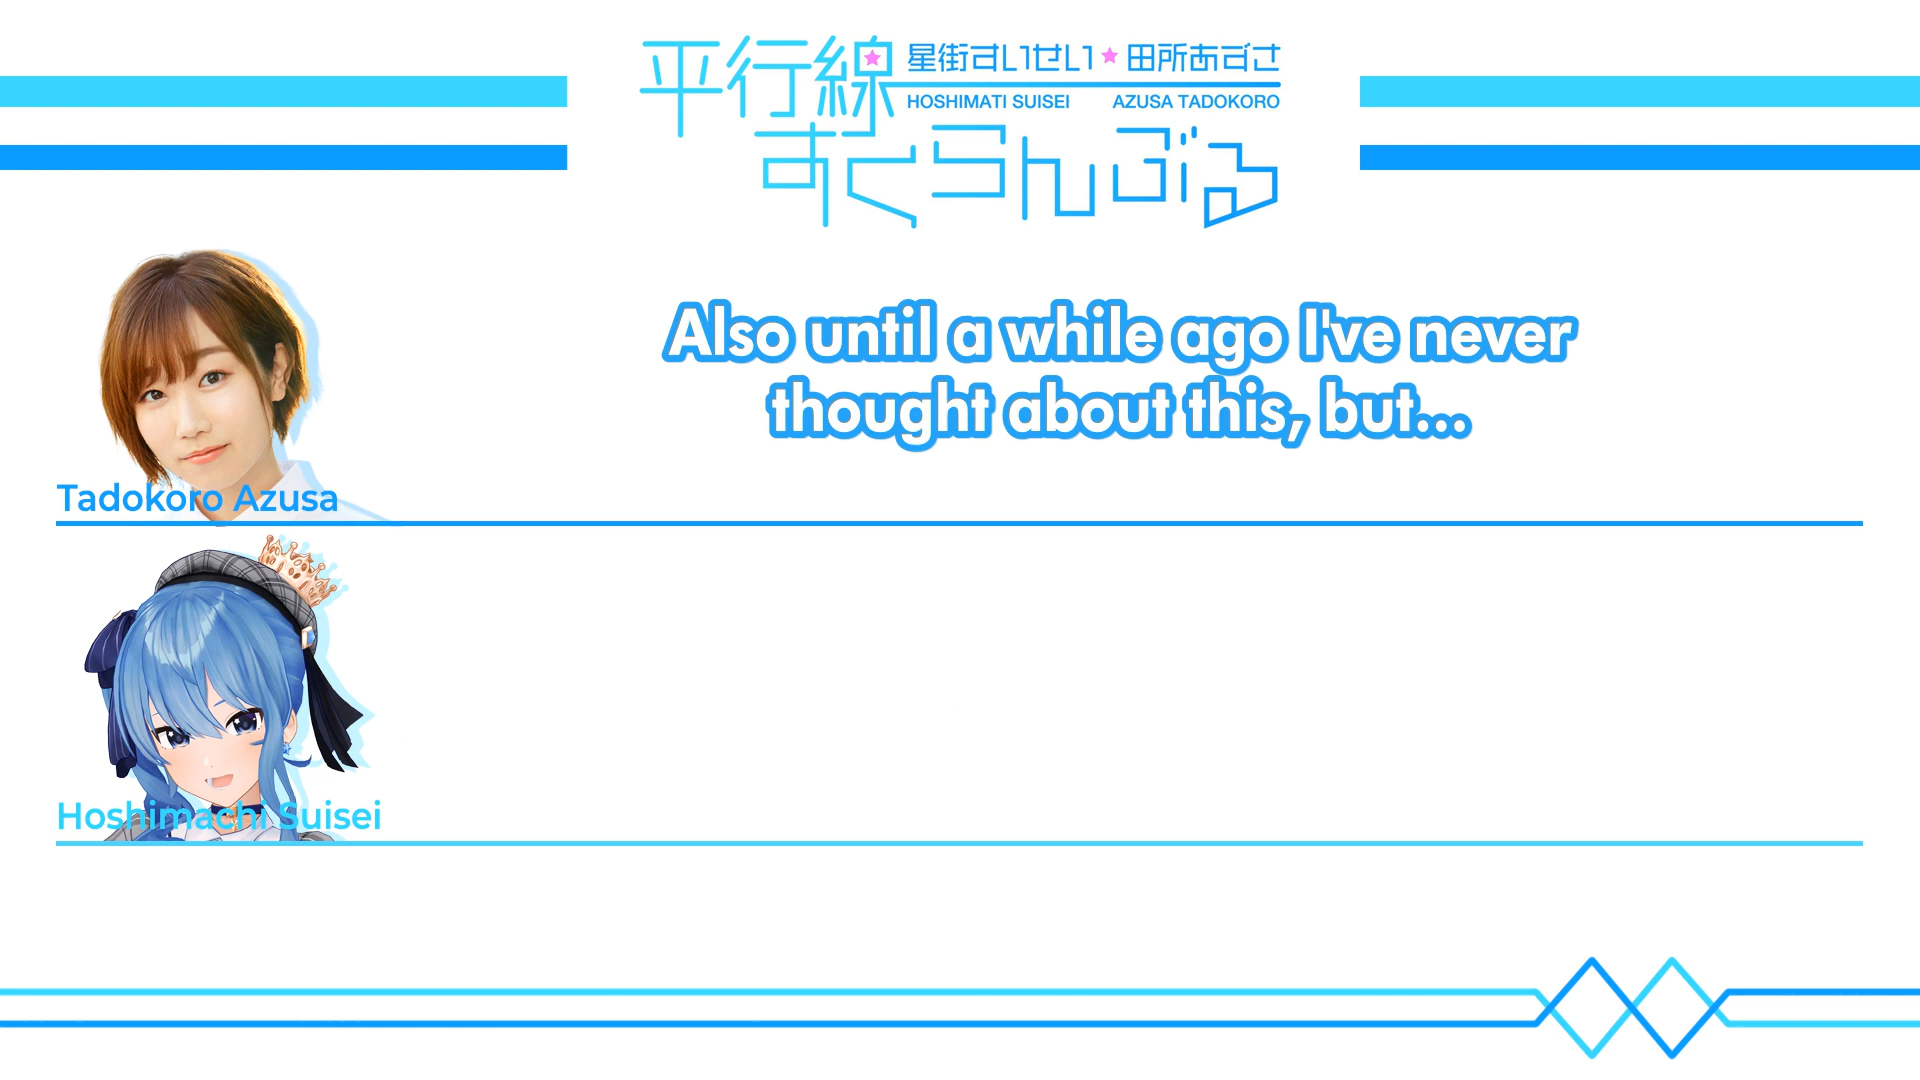 平行線
星街すいせい★田所あずさ
HOSHIMATI SUISEI AZUSA TADOKORO
すくらんぶる
Also until a while ago I've never
thought about this, but...
Tadokoro Azusa
Hoshimachi Suisei